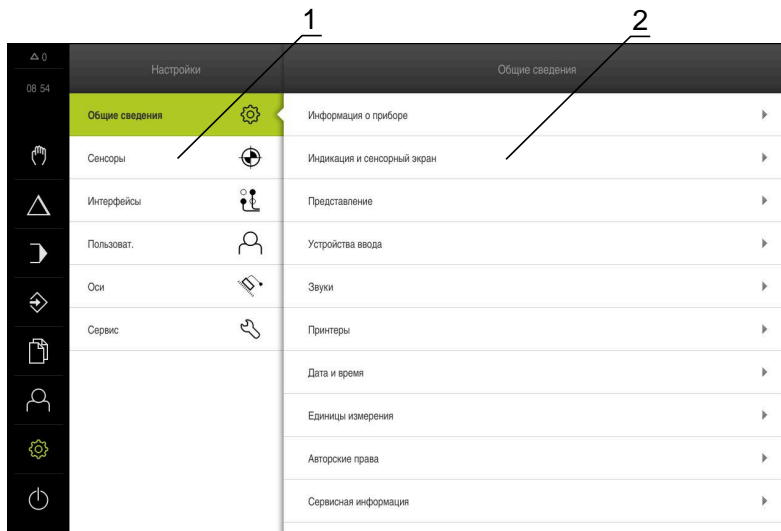 1 2
0
Настройки Общие сведения
08 54
Общие сведения
Информация о приборе
Сенсоры
Индикация и сенсорный экран
Интерфейсы
Представление
Пользоват.
Устройства ввода
Оси
Звуки
Сервис
Принтеры
Дата и время
Единицы измерения
Авторские права
Сервисная информация